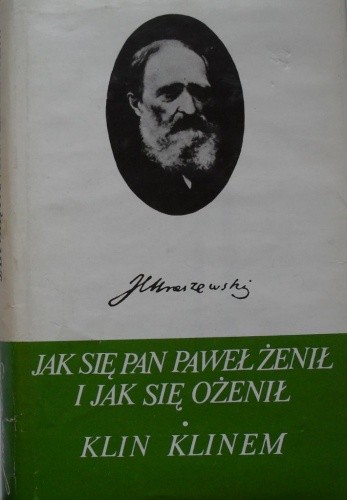 JIKraszewski
JAK SIĘ PAN PAWEŁ ŻENIŁ
I JAK SIĘ OŻENIŁ
•
KLIN KLINEM